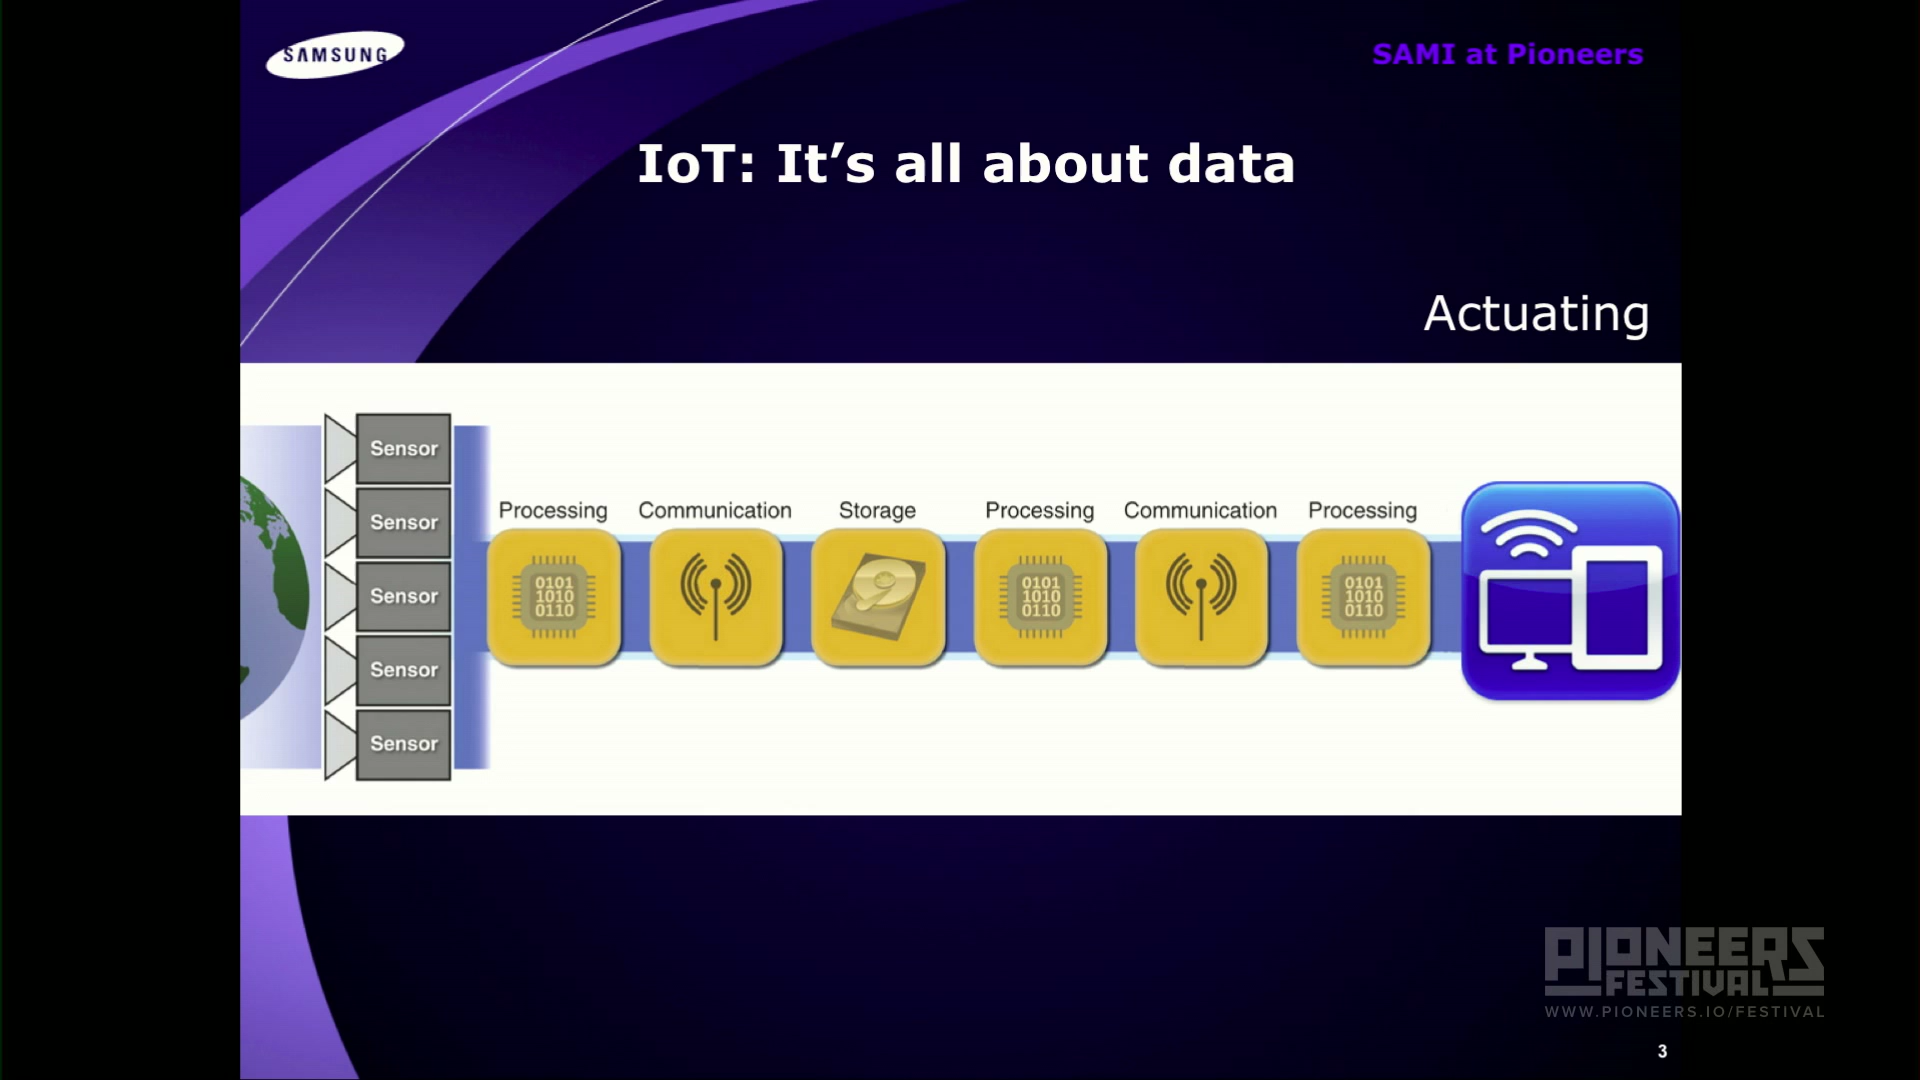 SAMSUNG
SAMI at Pioneers
IoT: It’s all about data
Actuating
Sensor
Sensor
Sensor
Sensor
Sensor
Processing Communication Storage Processing Communication Processing
0101
1010
0110
0101
1010
0110
0101
1010
0110
PIONEERS
FESTIVAL
WWW.PIONEERS.IO/FESTIVAL
3